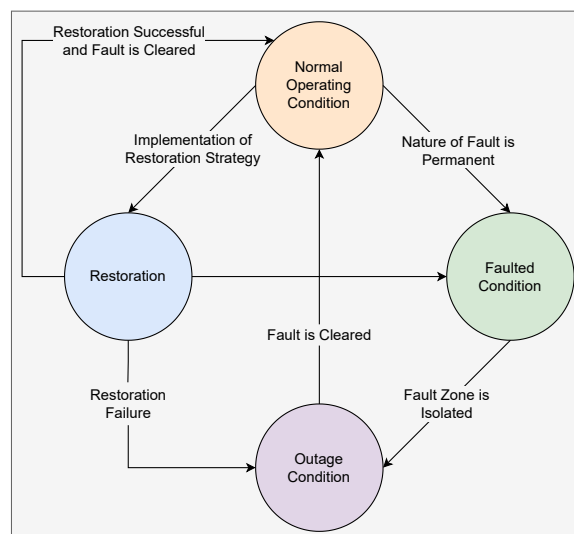 Restoration Successful
and Fault is Cleared
Normal
Operating
Condition
Implementation of
Restoration Strategy
Nature of Fault is
Permanent
Restoration
Faulted
Condition
Fault is Cleared
Restoration
Failure
Fault Zone is
Isolated
Outage
Condition